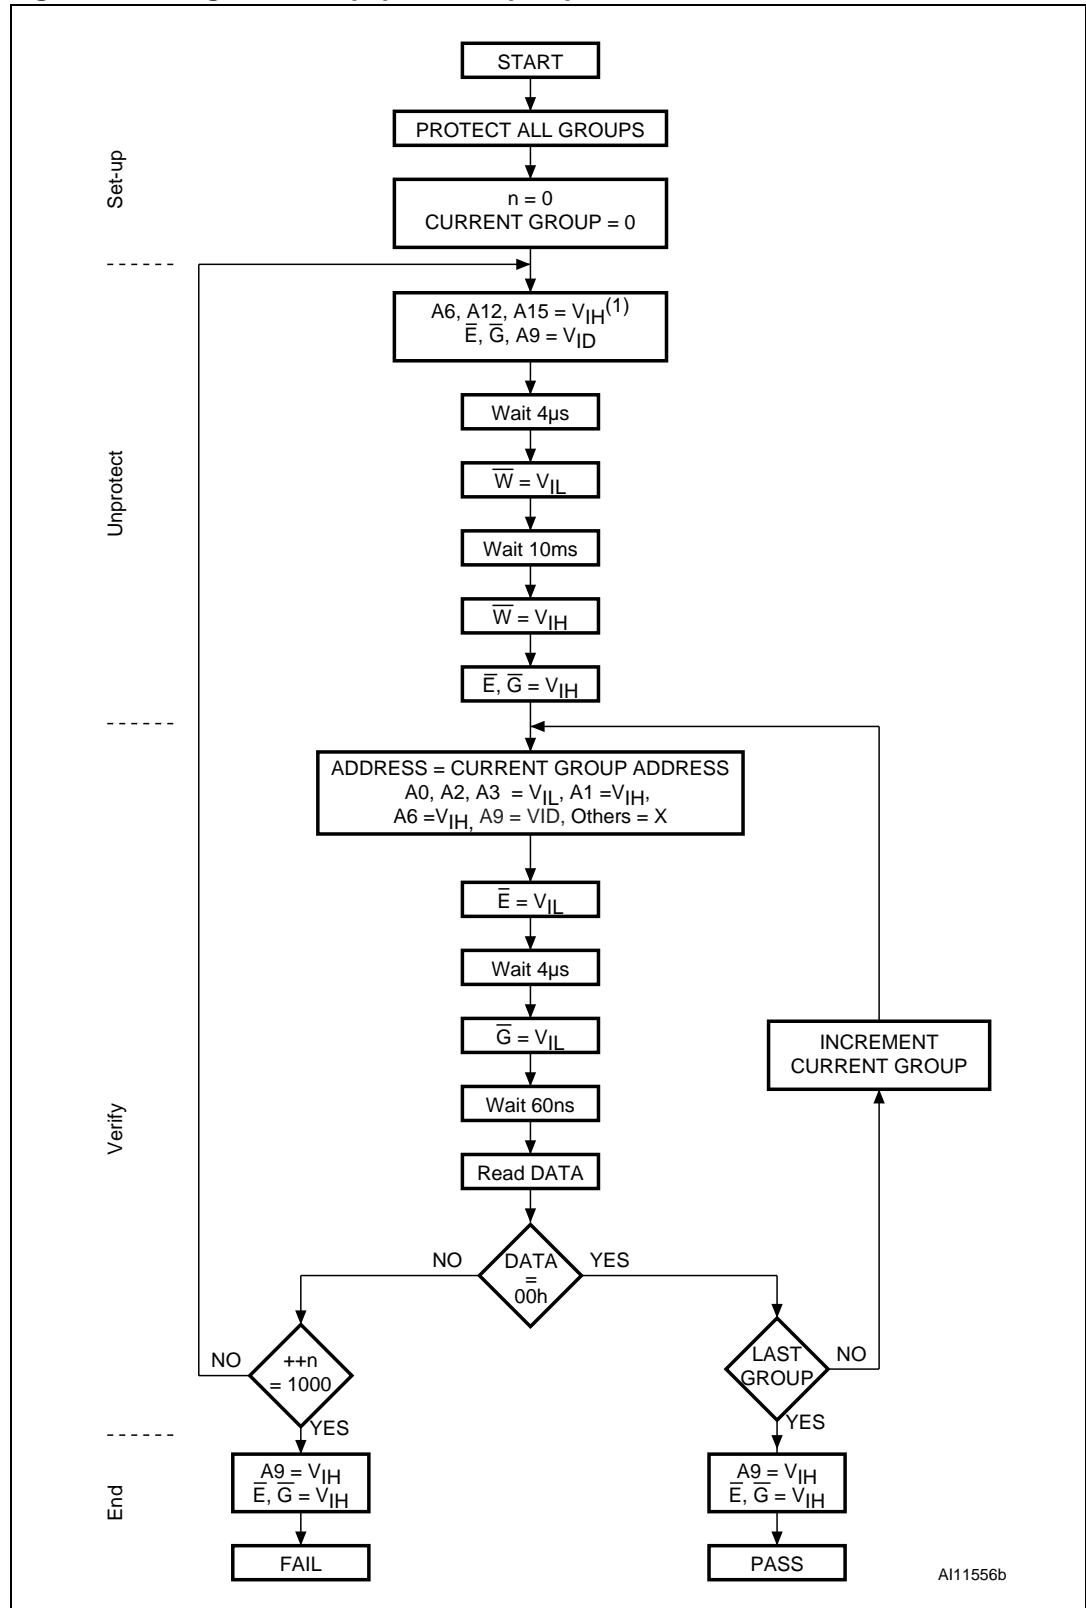 START
PROTECT ALL GROUPS
Set-up
n = 0
CURRENT GROUP = 0
A6, A12, A15 = VIH(1)
E̅, G̅, A9 = VID
Wait 4µs
Unprotect
W̅ = VIL
Wait 10ms
W̅ = VIH
E̅, G̅ = VIH
ADDRESS = CURRENT GROUP ADDRESS
A0, A2, A3 = VIL, A1 =VIH,
A6 =VIH, A9 = VID, Others = X
E̅ = VIL
Wait 4µs
G̅ = VIL
INCREMENT
CURRENT GROUP
Wait 60ns
Verify
Read DATA
NO
DATA
=
00h
YES
NO
++n
= 1000
YES
LAST
GROUP
NO
YES
End
A9 = VIH
E̅, G̅ = VIH
FAIL
A9 = VIH
E̅, G̅ = VIH
PASS
AI11556b